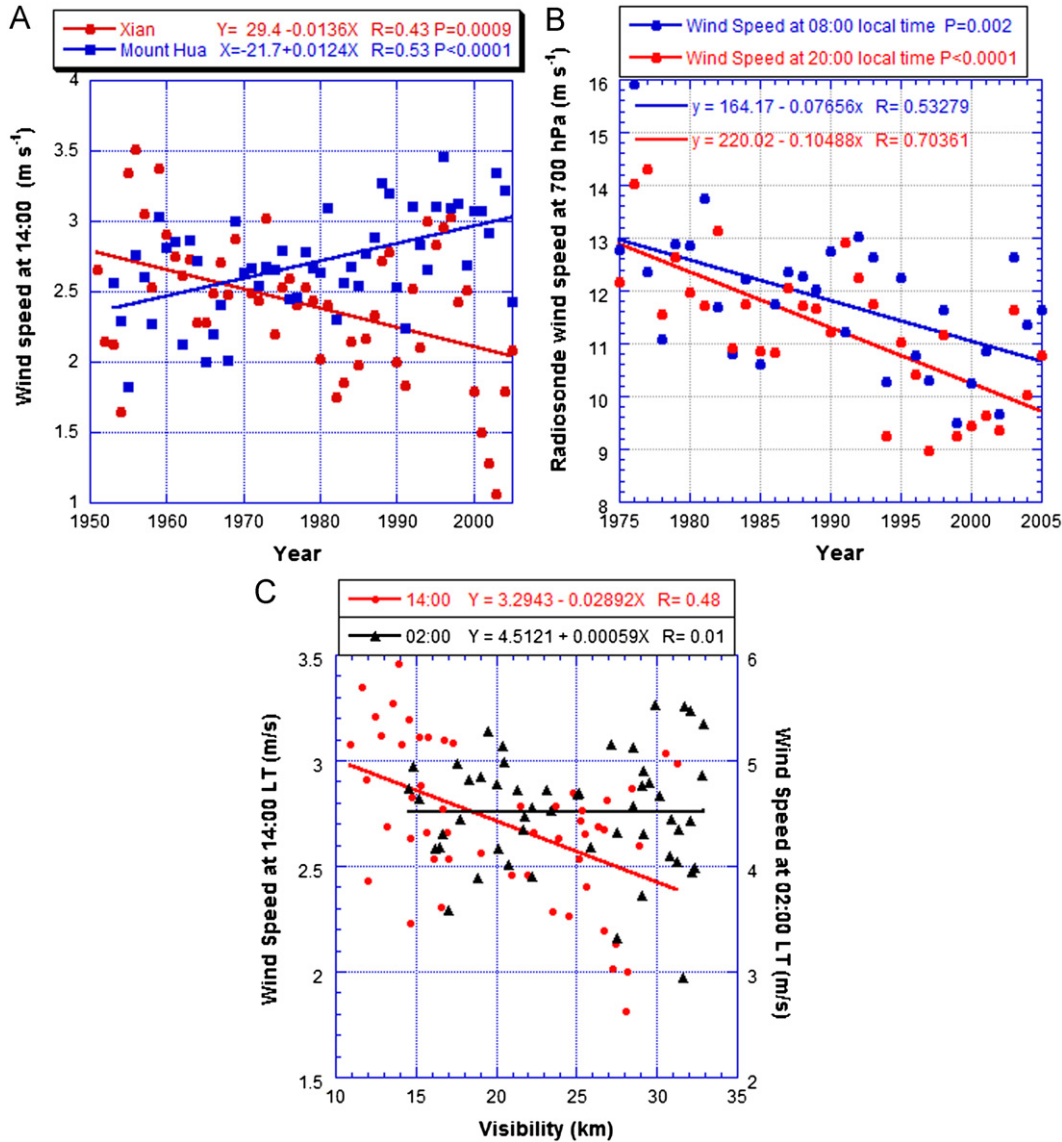 A
Xian Y= 29.4 -0.0136X R=0.43 P=0.0009
Mount Hua X=-21.7+0.0124X R=0.53 P<0.0001
Wind speed at 14:00 (m s-1)
4
3.5
3
2.5
2
1.5
1
1950 1960 1970 1980 1990 2000
Year
B
Wind Speed at 08:00 local time P=0.002
Wind Speed at 20:00 local time P<0.0001
y = 164.17 - 0.07656x R= 0.53279
y = 220.02 - 0.10488x R= 0.70361
Radiosonde wind speed at 700 hPa (m s-1)
16
15
14
13
12
11
10
9
8
1975 1980 1985 1990 1995 2000 2005
Year
C
14:00 Y = 3.2943 - 0.02892X R= 0.48
02:00 Y = 4.5121 + 0.00059X R= 0.01
Wind Speed at 14:00 LT (m/s)
3.5
3
2.5
2
1.5
6
5
4
3
2
Wind Speed at 02:00 LT (m/s)
10 15 20 25 30 35
Visibility (km)